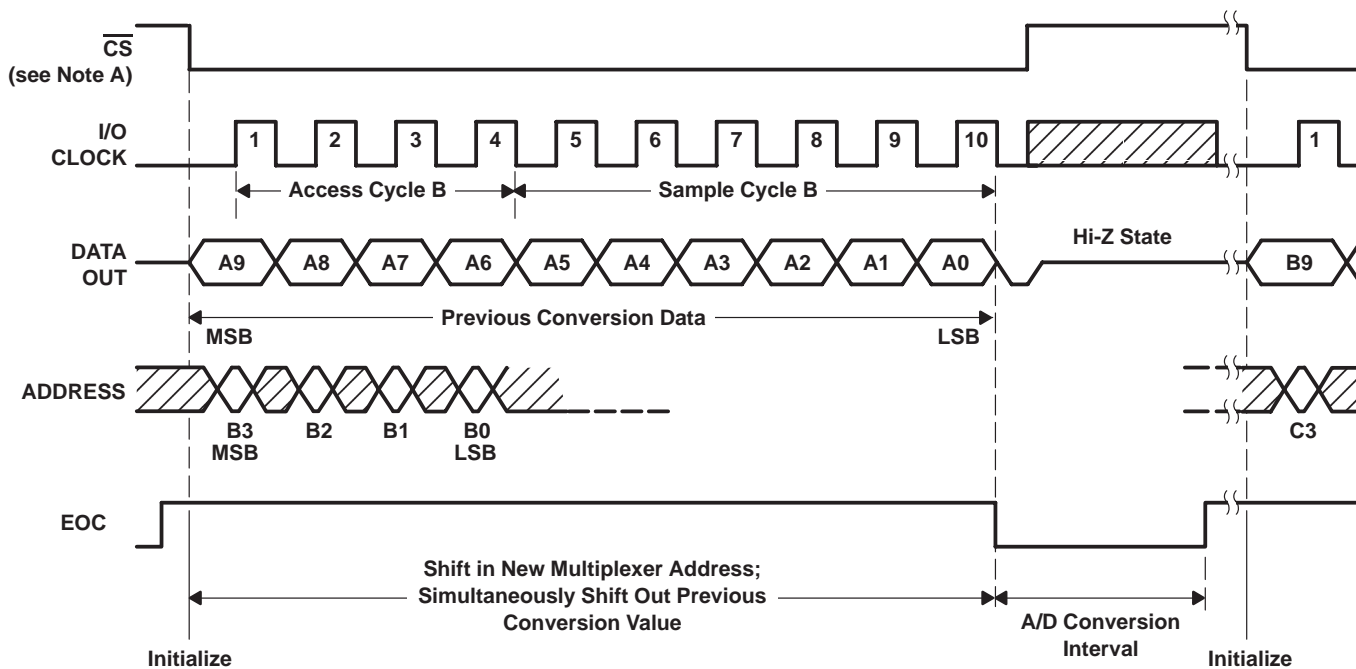 CS
(see Note A)
I/O
CLOCK
1 2 3 4 5 6 7 8 9 10 1
Access Cycle B
Sample Cycle B
DATA
OUT
A9 A8 A7 A6 A5 A4 A3 A2 A1 A0
Hi-Z State
B9
Previous Conversion Data
MSB
LSB
ADDRESS
B3 B2 B1 B0 C3
MSB LSB
EOC
Shift in New Multiplexer Address;
Simultaneously Shift Out Previous
Conversion Value
A/D Conversion
Interval
Initialize
Initialize